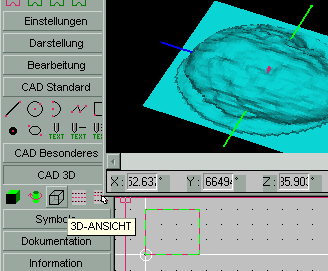 Einstellungen
Darstellung
Bearbeitung
CAD Standard
TEXT TEXT TEXT
CAD Besonderes
CAD 3D
X: 52.637° Y: 6649 ° Z: 35.903°
Symbole
3D-ANSICHT
Dokumentation
Information